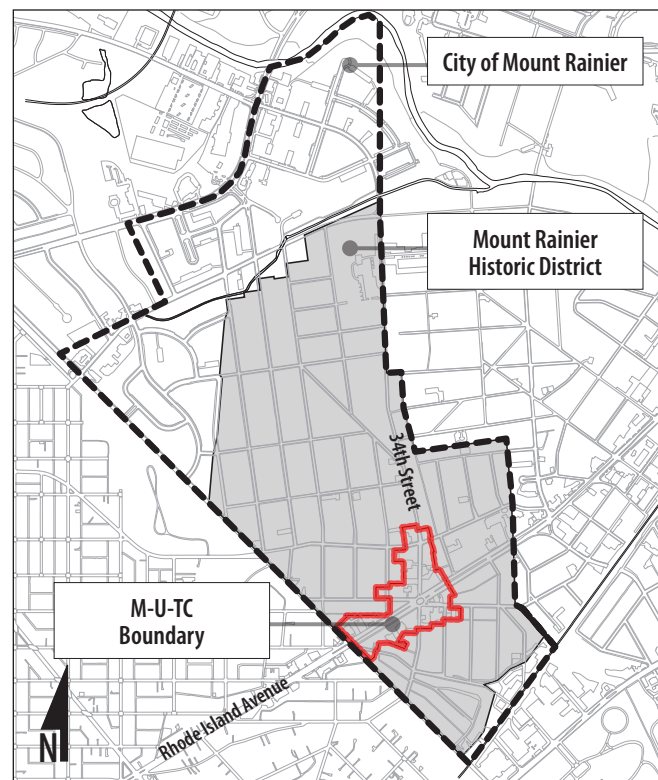 City of Mount Rainier
Mount Rainier
Historic District
34th Street
M-U-TC
Boundary
Rhode Island Avenue
N